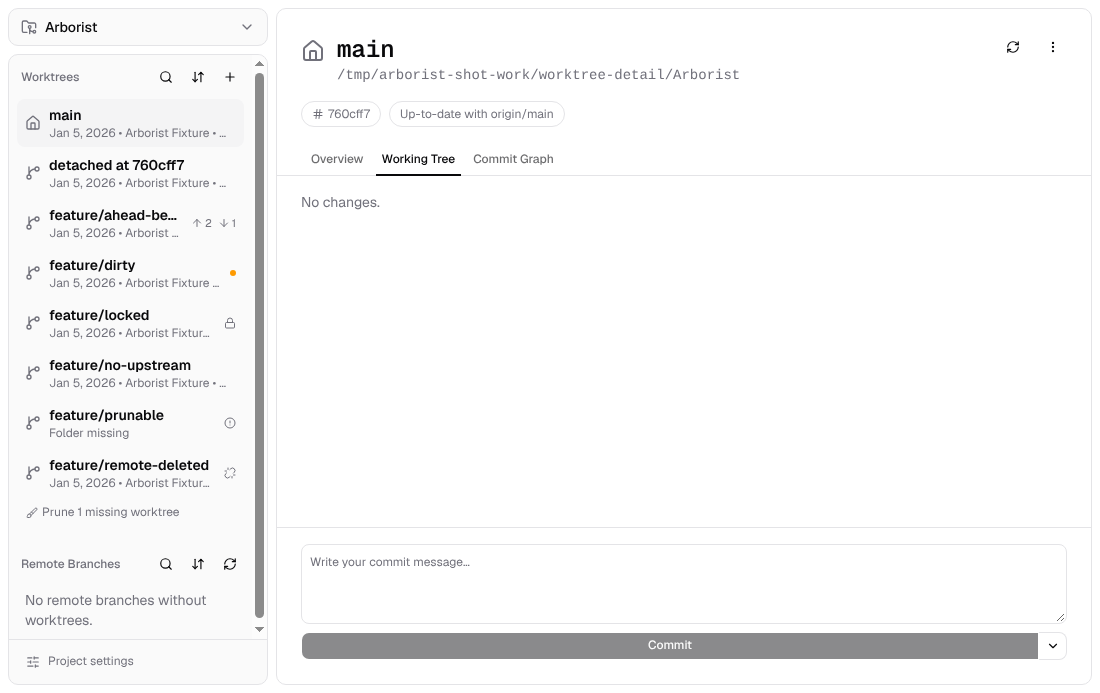 Arborist
Worktrees
main
Jan 5, 2026 • Arborist Fixture • …
detached at 760cff7
Jan 5, 2026 • Arborist Fixture • …
feature/ahead-be…
Jan 5, 2026 • Arborist …
↑ 2 ↓ 1
feature/dirty
Jan 5, 2026 • Arborist Fixture …
feature/locked
Jan 5, 2026 • Arborist Fixtur…
feature/no-upstream
Jan 5, 2026 • Arborist Fixture • …
feature/prunable
Folder missing
feature/remote-deleted
Jan 5, 2026 • Arborist Fixtur…
Prune 1 missing worktree
Remote Branches
No remote branches without
worktrees.
Project settings
main
/tmp/arborist-shot-work/worktree-detail/Arborist
# 760cff7
Up-to-date with origin/main
Overview
Working Tree
Commit Graph
No changes.
Write your commit message…
Commit